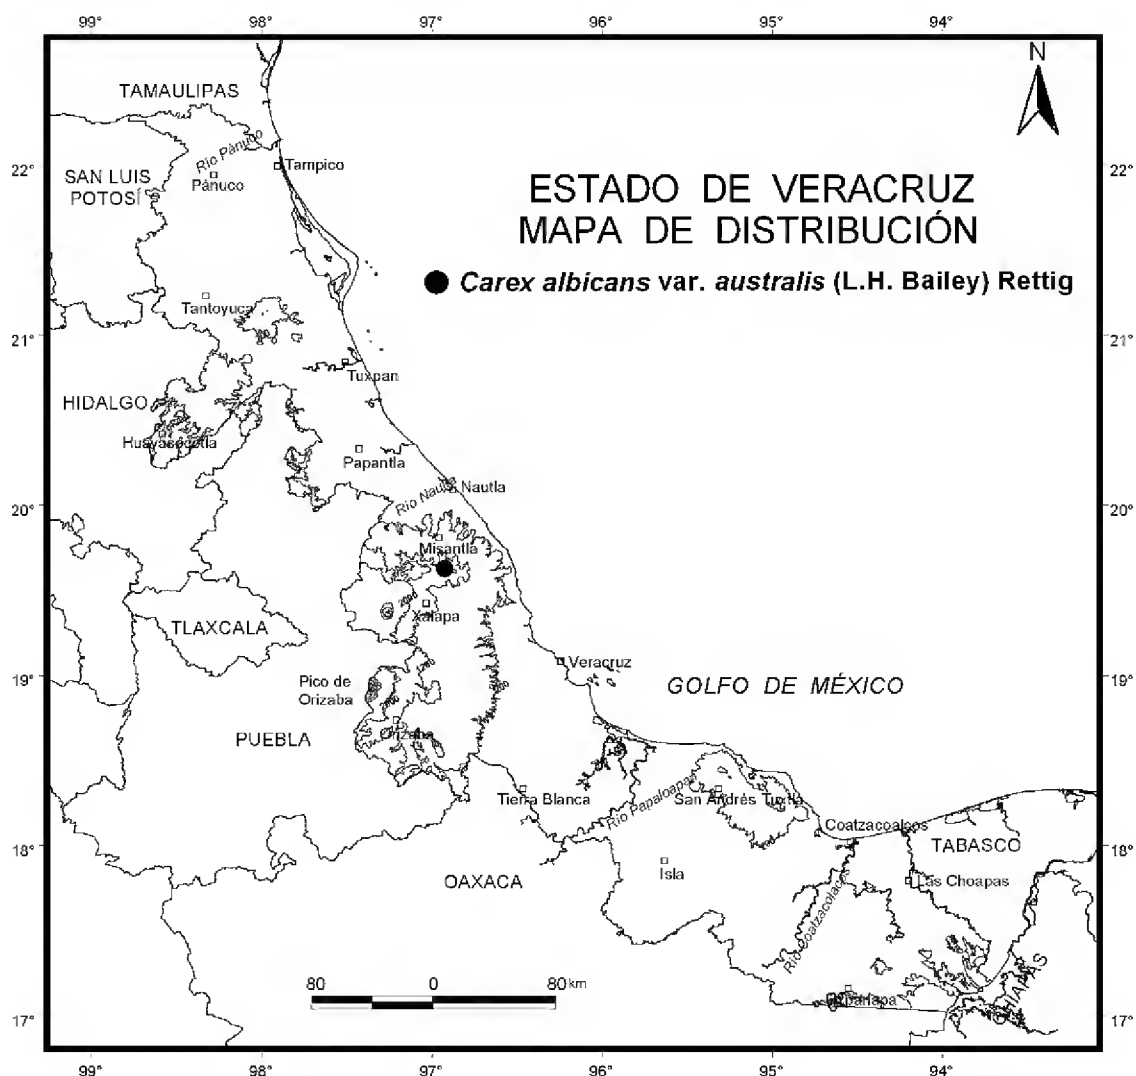 99° 98° 97° 96° 95° 94°
N
TAMAULIPAS
Río Pánuco
22° Tampico 22°
SAN LUIS
POTOSÍ
Pánuco
ESTADO DE VERACRUZ
MAPA DE DISTRIBUCIÓN
Carex albicans var. australis (L.H. Bailey) Rettig
Tantoyuca
21° 21°
Tuxpan
HIDALGO
Huayacocotla
Papantla
Nautla
Río Nautla
20° 20°
Misantla
2000
Xalapa
TLAXCALA
Veracruz
19° 19°
Pico de
Orizaba
GOLFO DE MÉXICO
Orizaba
PUEBLA
Tierra Blanca
Río Papaloapan
San Andrés Tuxtla
Coatzacoalcos
18° 18°
TABASCO
OAXACA
Isla
Las Choapas
Río Coatzacolacos
CHIAPAS
80 0 80 km
17° 17°
99° 98° 97° 96° 95° 94°